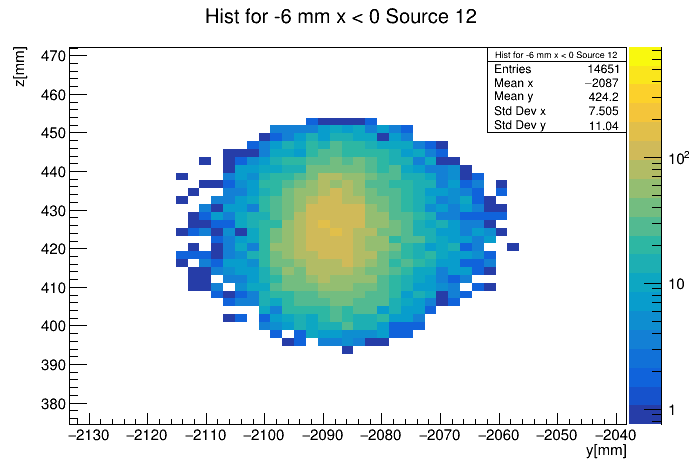 Hist for -6 mm x < 0 Source 12
z[mm]
470
460
450
440
430
420
410
400
390
380
Hist for -6 mm x < 0 Source 12
Entries 14651
Mean x −2087
Mean y 424.2
Std Dev x 7.505
Std Dev y 11.04
10²
10
1
−2130 −2120 −2110 −2100 −2090 −2080 −2070 −2060 −2050 −2040
y[mm]